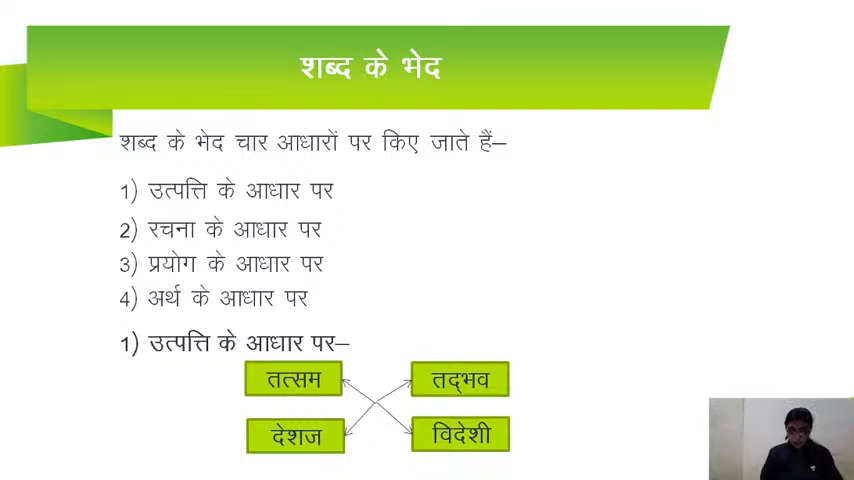 शब्द के भेद
शब्द के भेद चार आधारों पर किए जाते हैं–
1) उत्पत्ति के आधार पर
2) रचना के आधार पर
3) प्रयोग के आधार पर
4) अर्थ के आधार पर
1) उत्पत्ति के आधार पर–
तत्सम तद्‌भव
देशज विदेशी